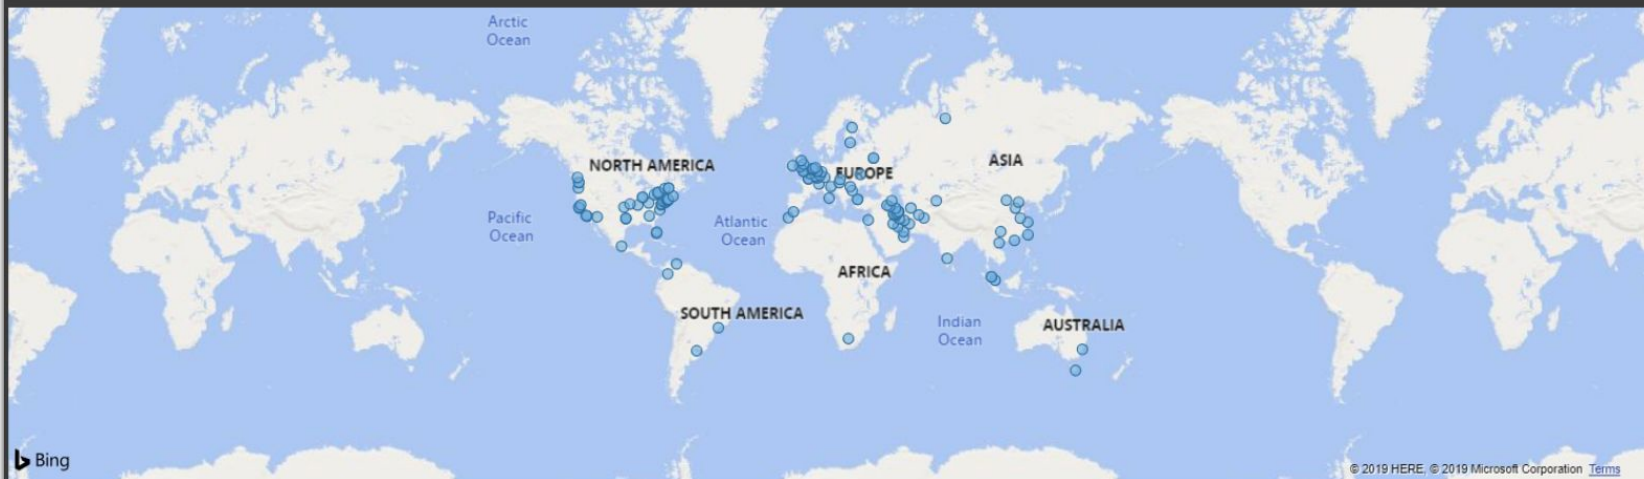 Arctic
Ocean
NORTH AMERICA
EUROPE
ASIA
Pacific
Ocean
Atlantic
Ocean
AFRICA
SOUTH AMERICA
Indian
Ocean
AUSTRALIA
Bing
© 2019 HERE, © 2019 Microsoft Corporation Terms